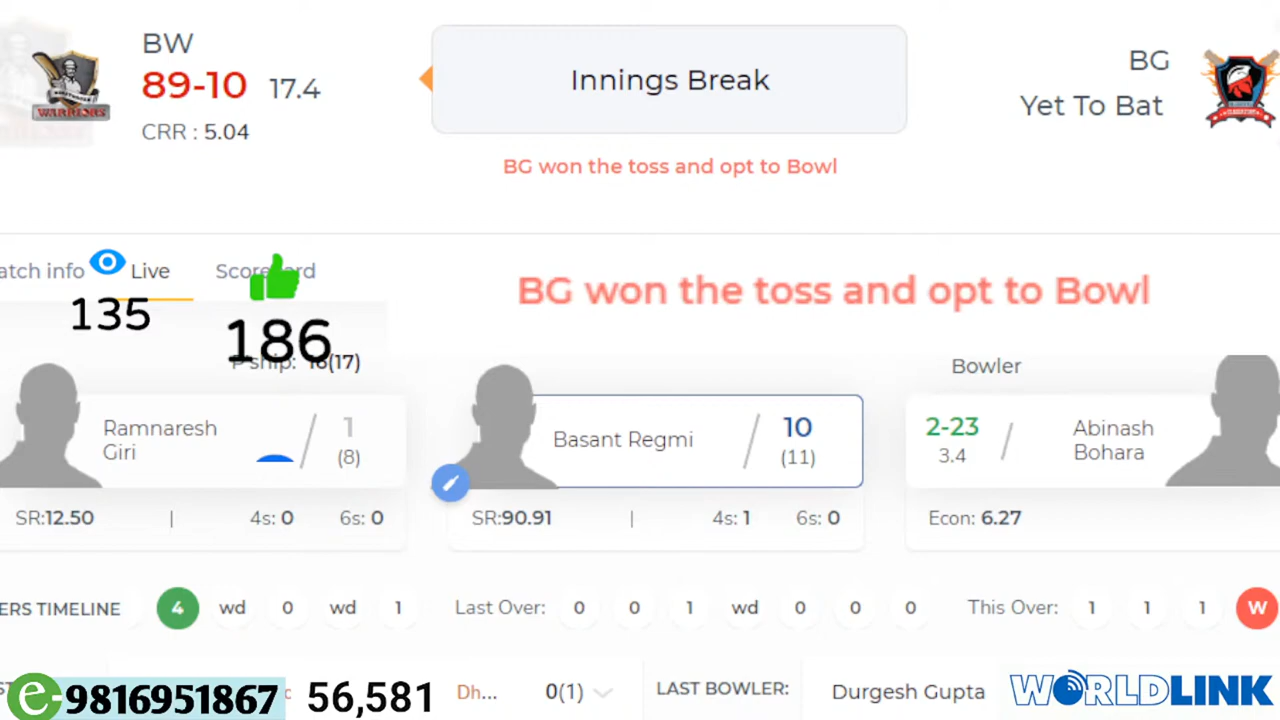 BW
89-10 17.4
CRR : 5.04
Innings Break
BG won the toss and opt to Bowl
BG
Yet To Bat
atch info Live
135
186
BG won the toss and opt to Bowl
P'ship: (17)
Ramnaresh
Giri
1
(8)
SR:12.50 | 4s: 0 6s: 0
Basant Regmi
10
(11)
SR:90.91 | 4s: 1 6s: 0
Bowler
2-23
3.4
Abinash
Bohara
Econ: 6.27
ERS TIMELINE 4 wd 0 wd 1 Last Over: 0 0 1 wd 0 0 0 This Over: 1 1 1 W
e-9816951867
56,581
Dh... 0(1)
LAST BOWLER: Durgesh Gupta
WORLDLINK